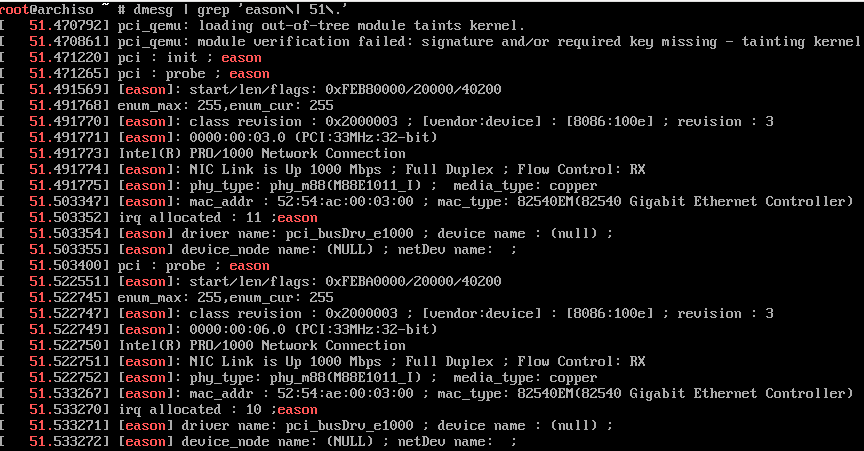 root@archiso ~ # dmesg | grep 'eason\| 51\.'
[   51.470792] pci_qemu: loading out-of-tree module taints kernel.
[   51.470861] pci_qemu: module verification failed: signature and/or required key missing - tainting kernel
[   51.471220] pci : init ; eason
[   51.471265] pci : probe ; eason
[   51.491569] [eason]: start/len/flags: 0xFEB80000/20000/40200
[   51.491768] enum_max: 255,enum_cur: 255
[   51.491770] [eason]: class revision : 0x2000003 ; [vendor:device] : [8086:100e] ; revision : 3
[   51.491771] [eason]: 0000:00:03.0 (PCI:33MHz:32-bit)
[   51.491773] Intel(R) PRO/1000 Network Connection
[   51.491774] [eason]: NIC Link is Up 1000 Mbps ; Full Duplex ; Flow Control: RX
[   51.491775] [eason]: phy_type: phy_m88(M88E1011_I) ;  media_type: copper
[   51.503347] [eason]: mac_addr : 52:54:ac:00:03:00 ; mac_type: 82540EM(82540 Gigabit Ethernet Controller)
[   51.503352] irq allocated : 11 ;eason
[   51.503354] [eason] driver name: pci_busDrv_e1000 ; device name : (null) ;
[   51.503355] [eason] device_node name: (NULL) ; netDev name:  ;
[   51.503400] pci : probe ; eason
[   51.522551] [eason]: start/len/flags: 0xFEBA0000/20000/40200
[   51.522745] enum_max: 255,enum_cur: 255
[   51.522747] [eason]: class revision : 0x2000003 ; [vendor:device] : [8086:100e] ; revision : 3
[   51.522749] [eason]: 0000:00:06.0 (PCI:33MHz:32-bit)
[   51.522750] Intel(R) PRO/1000 Network Connection
[   51.522751] [eason]: NIC Link is Up 1000 Mbps ; Full Duplex ; Flow Control: RX
[   51.522752] [eason]: phy_type: phy_m88(M88E1011_I) ;  media_type: copper
[   51.533267] [eason]: mac_addr : 52:54:ae:00:03:00 ; mac_type: 82540EM(82540 Gigabit Ethernet Controller)
[   51.533270] irq allocated : 10 ;eason
[   51.533271] [eason] driver name: pci_busDrv_e1000 ; device name : (null) ;
[   51.533272] [eason] device_node name: (NULL) ; netDev name:  ;